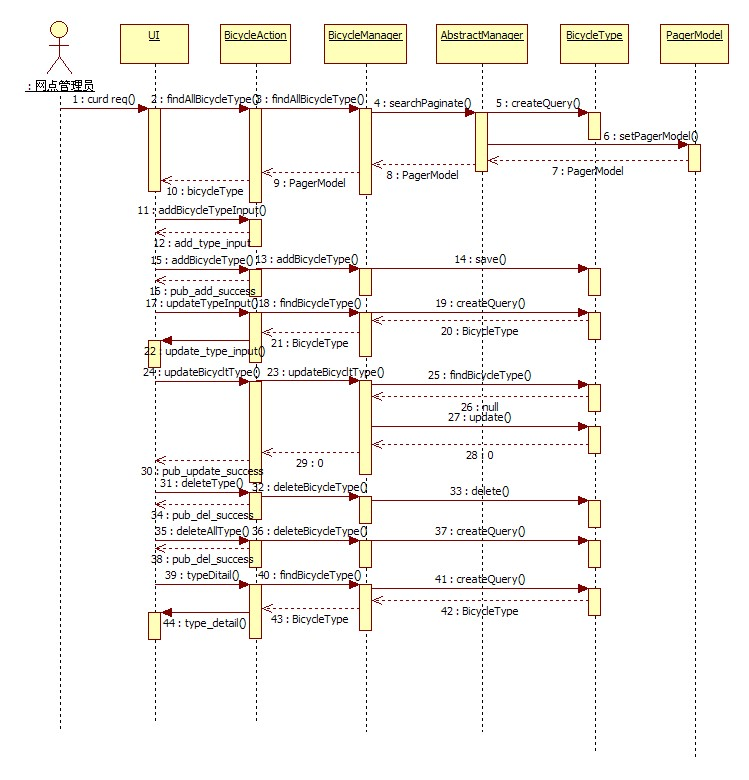 UI
BicycleAction
BicycleManager
AbstractManager
BicycleType
PagerModel
: 网点管理员
1 : curd req()
2 : findAllBicycleType()
3 : findAllBicycleType()
4 : searchPaginate()
5 : createQuery()
6 : setPagerModel()
7 : PagerModel
8 : PagerModel
9 : PagerModel
10 : bicycleType
11 : addBicycleTypeInput()
12 : add_type_input
13 : addBicycleType()
14 : save()
15 : addBicycleType()
16 : pub_add_success
17 : updateTypeInput()
18 : findBicycleType()
19 : createQuery()
20 : BicycleType
21 : BicycleType
22 : update_type_input()
23 : updateBicycltType()
24 : updateBicycltType()
25 : findBicycleType()
26 : null
27 : update()
28 : 0
29 : 0
30 : pub_update_success
31 : deleteType()
32 : deleteBicycleType()
33 : delete()
34 : pub_del_success
35 : deleteAllType()
36 : deleteBicycleType()
37 : createQuery()
38 : pub_del_success
39 : typeDitail()
40 : findBicycleType()
41 : createQuery()
42 : BicycleType
43 : BicycleType
44 : type_detail()